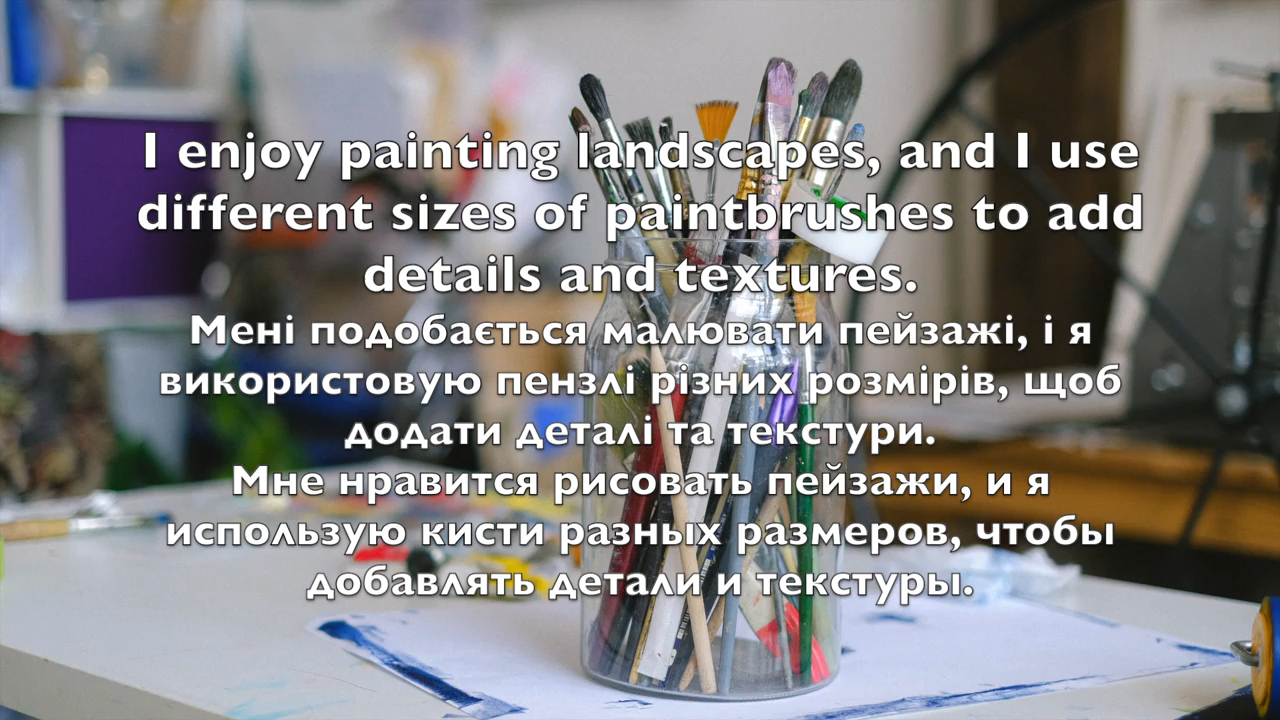 I enjoy painting landscapes, and I use
different sizes of paintbrushes to add
details and textures.
Мені подобається малювати пейзажі, і я
використовую пензлі різних розмірів, щоб
додати деталі та текстури.
Мне нравится рисовать пейзажи, и я
использую кисти разных размеров, чтобы
добавлять детали и текстуры.